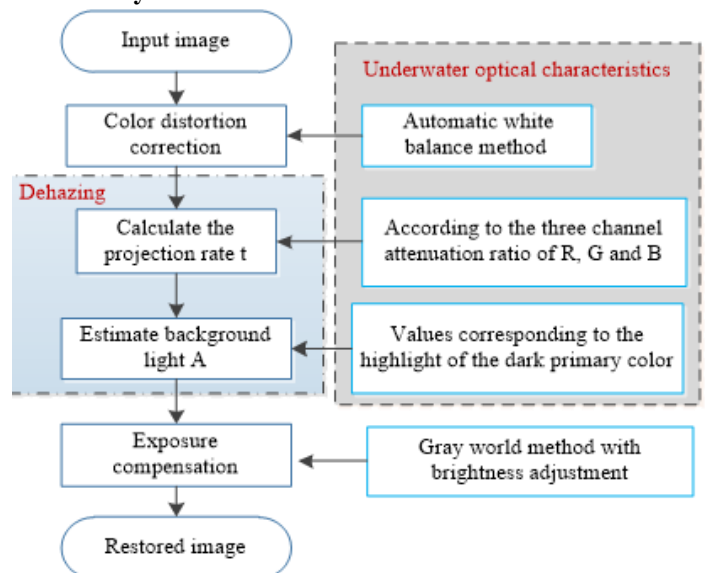 Input image
Underwater optical characteristics
Color distortion
correction
Automatic white
balance method
Dehazing
Calculate the
projection rate t
According to the three channel
attenuation ratio of R, G and B
Estimate background
light A
Values corresponding to the
highlight of the dark primary color
Exposure
compensation
Gray world method with
brightness adjustment
Restored image